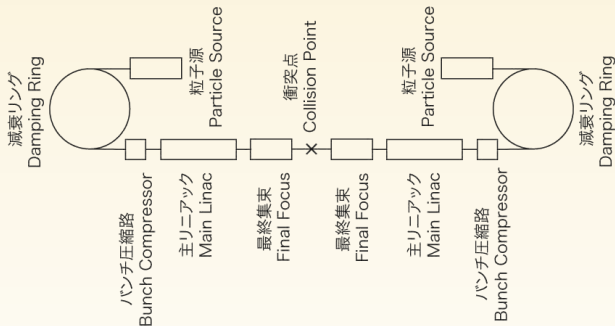 減衰リング
Damping Ring
粒子源
Particle Source
衝突点
Collision Point
粒子源
Particle Source
減衰リング
Damping Ring
バンチ圧縮路
Bunch Compressor
主リニアック
Main Linac
最終集束
Final Focus
最終集束
Final Focus
主リニアック
Main Linac
バンチ圧縮路
Bunch Compressor